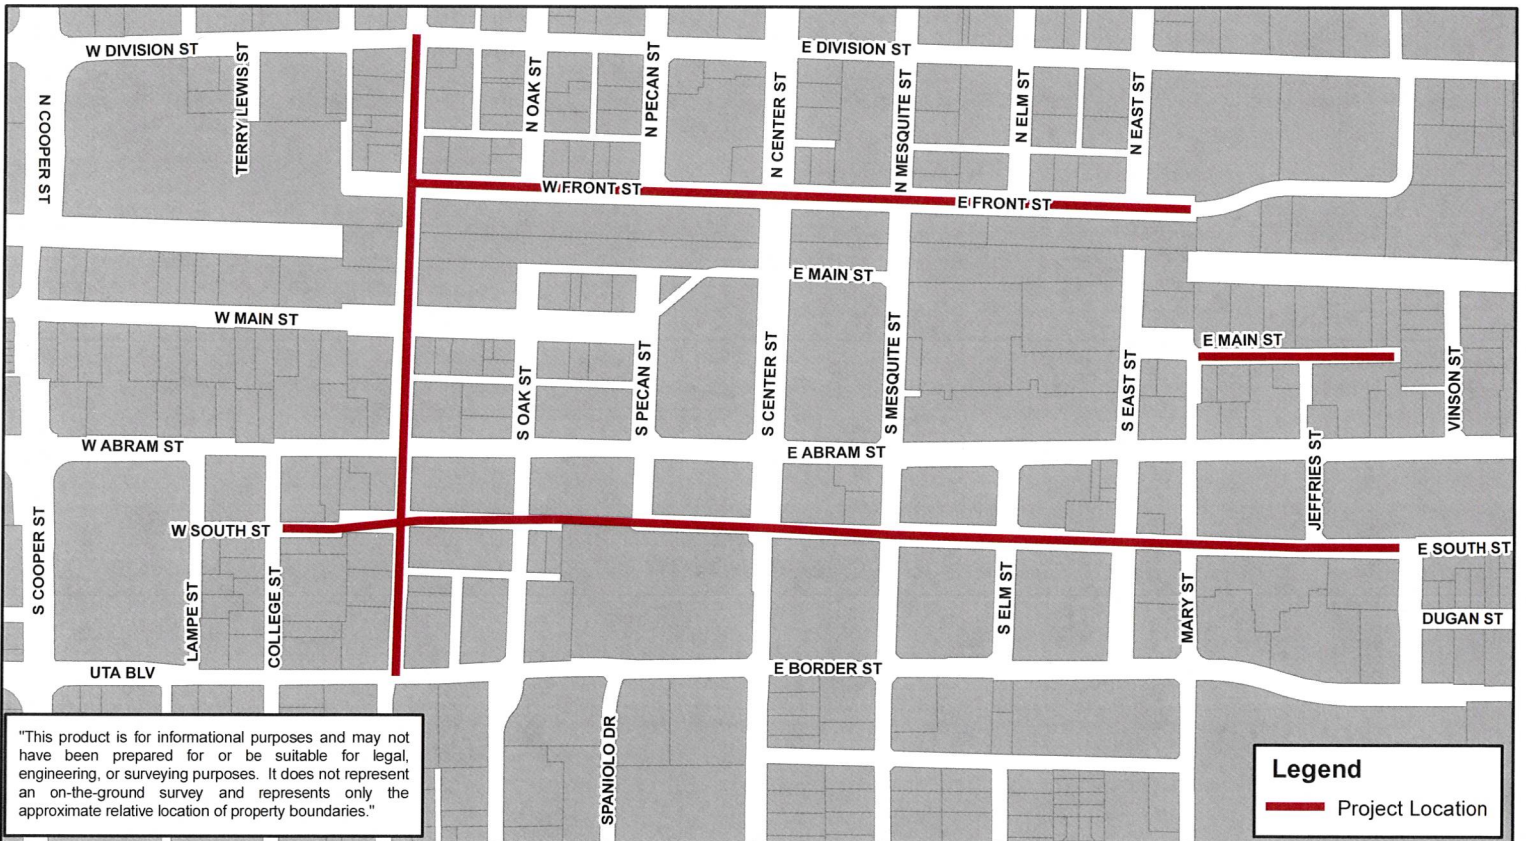 W DIVISION ST
E DIVISION ST
N COOPER ST
TERRY LEWIS ST
N OAK ST
N PECAN ST
N CENTER ST
N MESQUITE ST
N ELM ST
N EAST ST
W FRONT ST
E FRONT ST
E MAIN ST
W MAIN ST
E MAIN ST
S OAK ST
S PECAN ST
S CENTER ST
S MESQUITE ST
S EAST ST
VINSON ST
W ABRAM ST
E ABRAM ST
JEFFRIES ST
S COOPER ST
W SOUTH ST
E SOUTH ST
LAMPE ST
COLLEGE ST
S ELM ST
MARY ST
DUGAN ST
UTA BLV
E BORDER ST
SPANIOLO DR
"This product is for informational purposes and may not
have been prepared for or be suitable for legal,
engineering, or surveying purposes. It does not represent
an on-the-ground survey and represents only the
approximate relative location of property boundaries."
Legend
Project Location